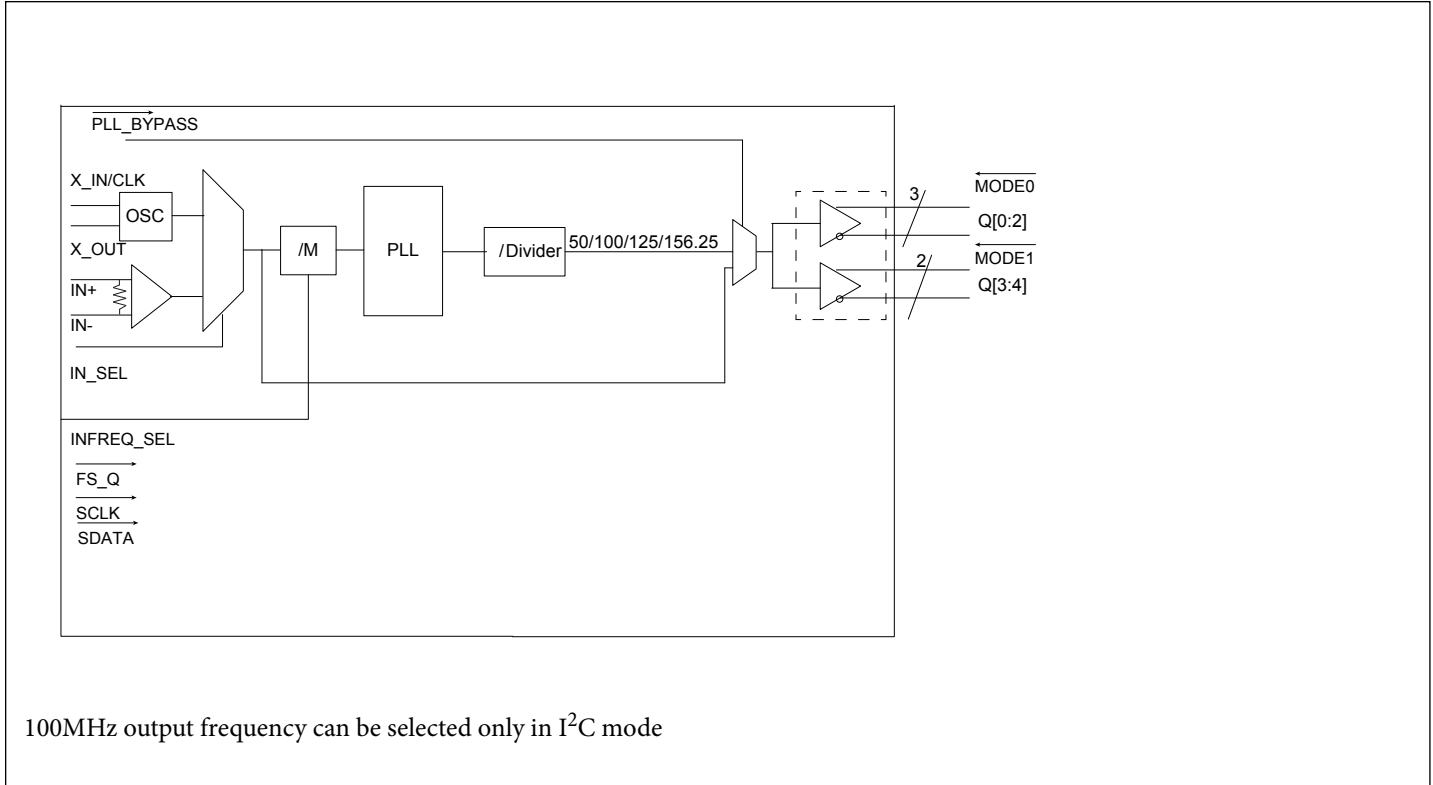 PLL_BYPASS
X_IN/CLK
OSC
X_OUT
IN+
IN-
IN_SEL
/M
PLL
/Divider
50/100/125/156.25
3
MODE0
Q[0:2]
2
MODE1
Q[3:4]
INFREQ_SEL
FS_Q
SCLK
SDATA
100MHz output frequency can be selected only in I²C mode